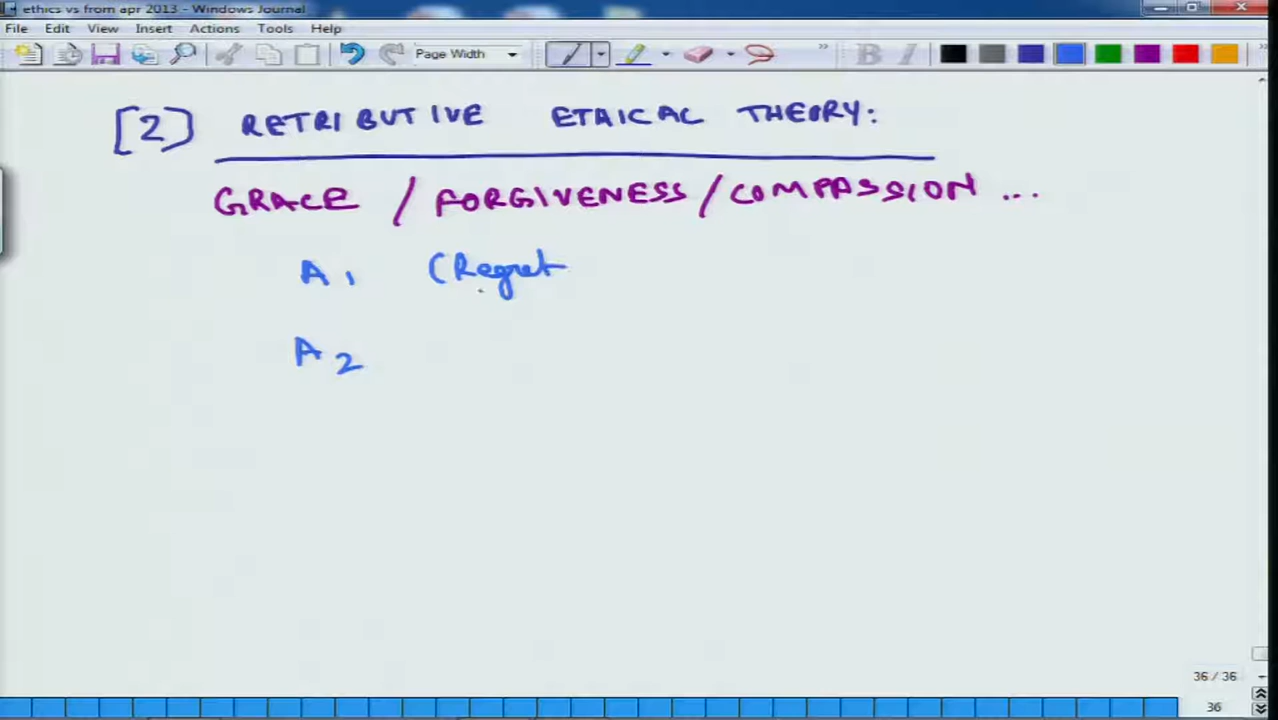 ethics vs from apr 2013 - Windows Journal
File Edit View Insert Actions Tools Help
Page Width B I
[2] RETRIBUTIVE ETHICAL THEORY:
GRACE / FORGIVENESS / COMPASSION ...
A1 (Regret
A2
36 / 36
36